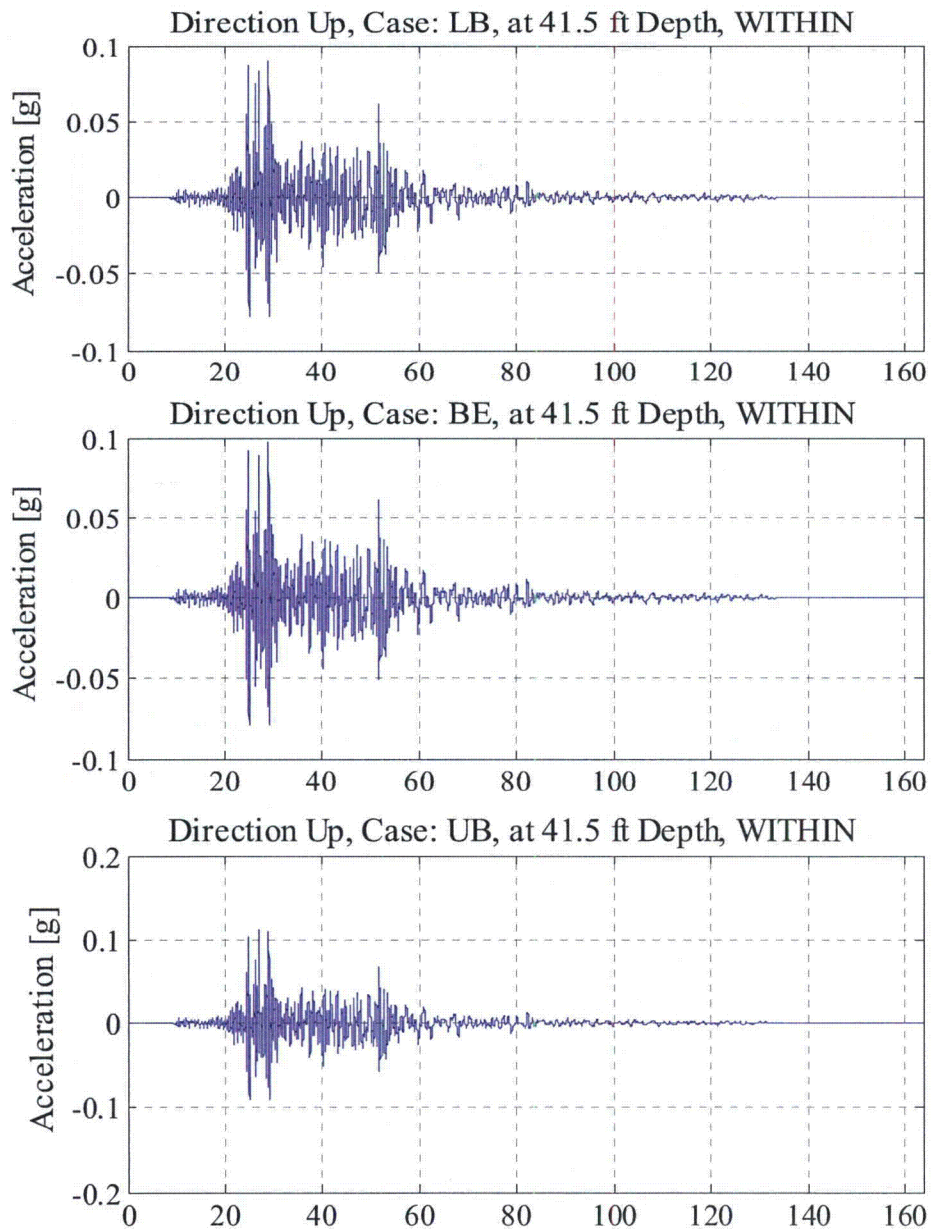 Direction Up, Case: LB, at 41.5 ft Depth, WITHIN
0.1
0.05
0
-0.05
-0.1
Acceleration [g]
0 20 40 60 80 100 120 140 160
Direction Up, Case: BE, at 41.5 ft Depth, WITHIN
0.1
0.05
0
-0.05
-0.1
Acceleration [g]
0 20 40 60 80 100 120 140 160
Direction Up, Case: UB, at 41.5 ft Depth, WITHIN
0.2
0.1
0
-0.1
-0.2
Acceleration [g]
0 20 40 60 80 100 120 140 160